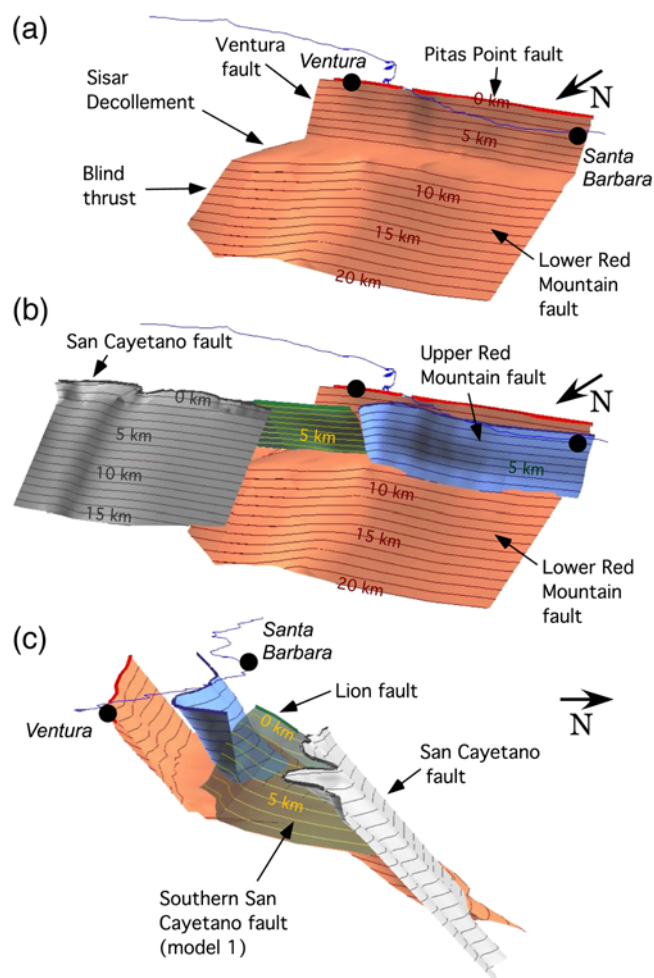 (a)
Ventura
fault
Ventura
Pitas Point fault
Sisar
Decollement
0 km
N
5 km
Santa
Barbara
Blind
thrust
10 km
15 km
Lower Red
Mountain
fault
20 km
(b)
San Cayetano fault
Upper Red
Mountain fault
N
0 km
5 km
5 km
5 km
10 km
10 km
15 km
15 km
Lower Red
Mountain
fault
20 km
(c)
Santa
Barbara
Lion fault
N
Ventura
0 km
San Cayetano
fault
5 km
Southern San
Cayetano fault
(model 1)